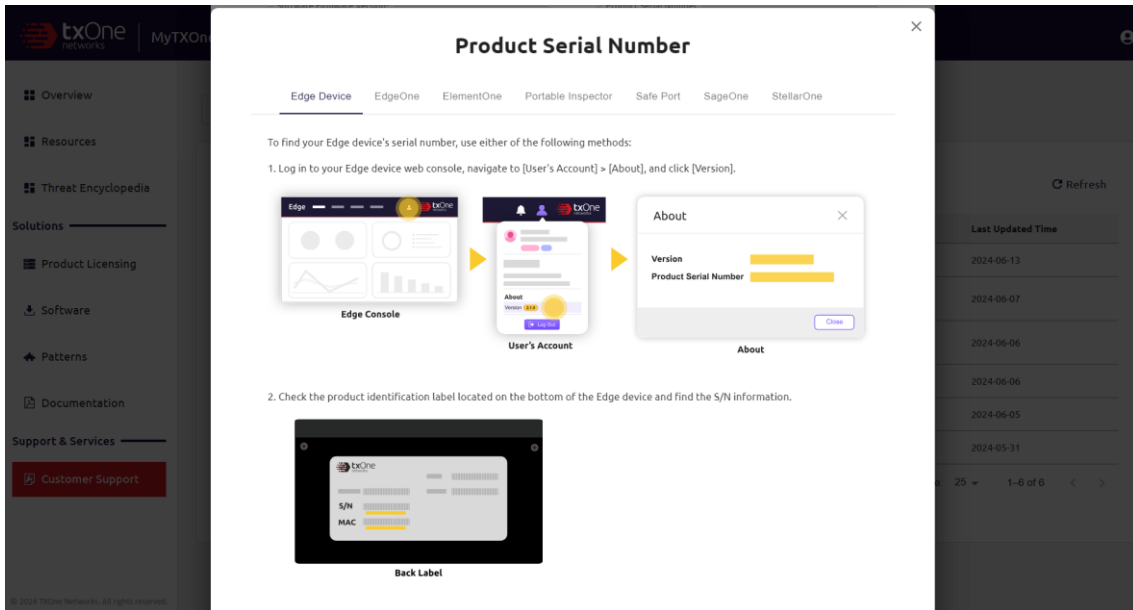 txOne
networks
MyTXOne
Product Serial Number
Overview
Resources
Threat Encyclopedia
Solutions
Product Licensing
Software
Patterns
Documentation
Support & Services
Customer Support
© 2024 TXOne Networks. All rights reserved.
Edge Device
EdgeOne
ElementOne
Portable Inspector
Safe Port
SageOne
StellarOne
To find your Edge device's serial number, use either of the following methods:
1. Log in to your Edge device web console, navigate to [User's Account] > [About], and click [Version].
Edge
txOne
networks
Edge Console
txOne
networks
About
Version
Log Out
User's Account
About
Version
Product Serial Number
Close
About
2. Check the product identification label located on the bottom of the Edge device and find the S/N information.
txOne
networks
S/N
MAC
Back Label
Refresh
Last Updated Time
2024-06-13
2024-06-07
2024-06-06
2024-06-06
2024-06-05
2024-05-31
25
1–6 of 6